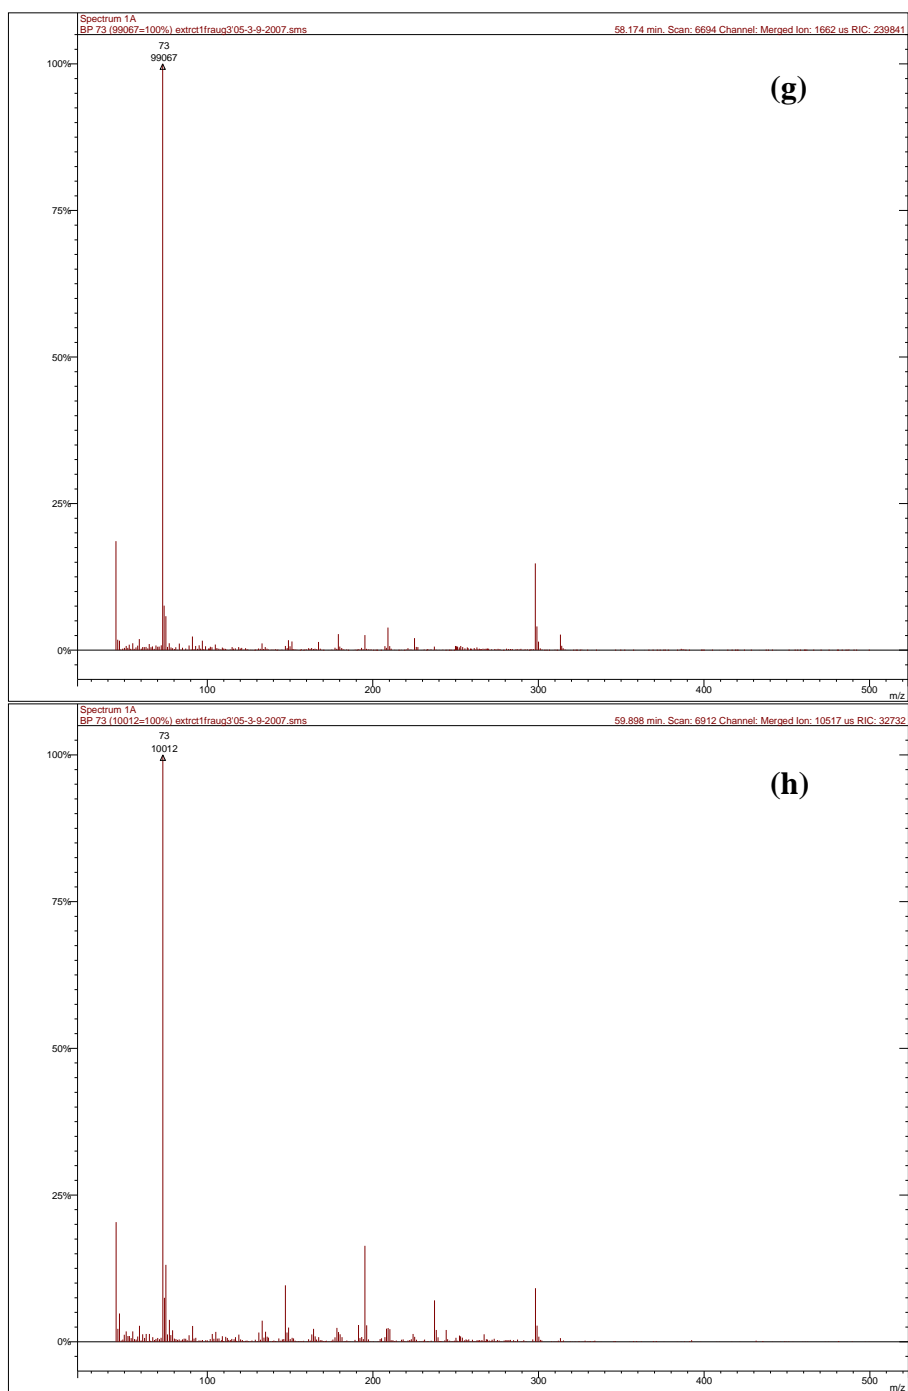 Spectrum 1A
BP 73 (99067=100%) extrct1fraug3'05-3-9-2007.sms 58.174 min. Scan: 6694 Channel: Merged Ion: 1662 us RIC: 239841
73
99067
100%
(g)
75%
50%
25%
0%
100 200 300 400 500
m/z
Spectrum 1A
BP 73 (10012=100%) extrct1fraug3'05-3-9-2007.sms 59.898 min. Scan: 6912 Channel: Merged Ion: 10517 us RIC: 32732
73
10012
100%
(h)
75%
50%
25%
0%
100 200 300 400 500
m/z